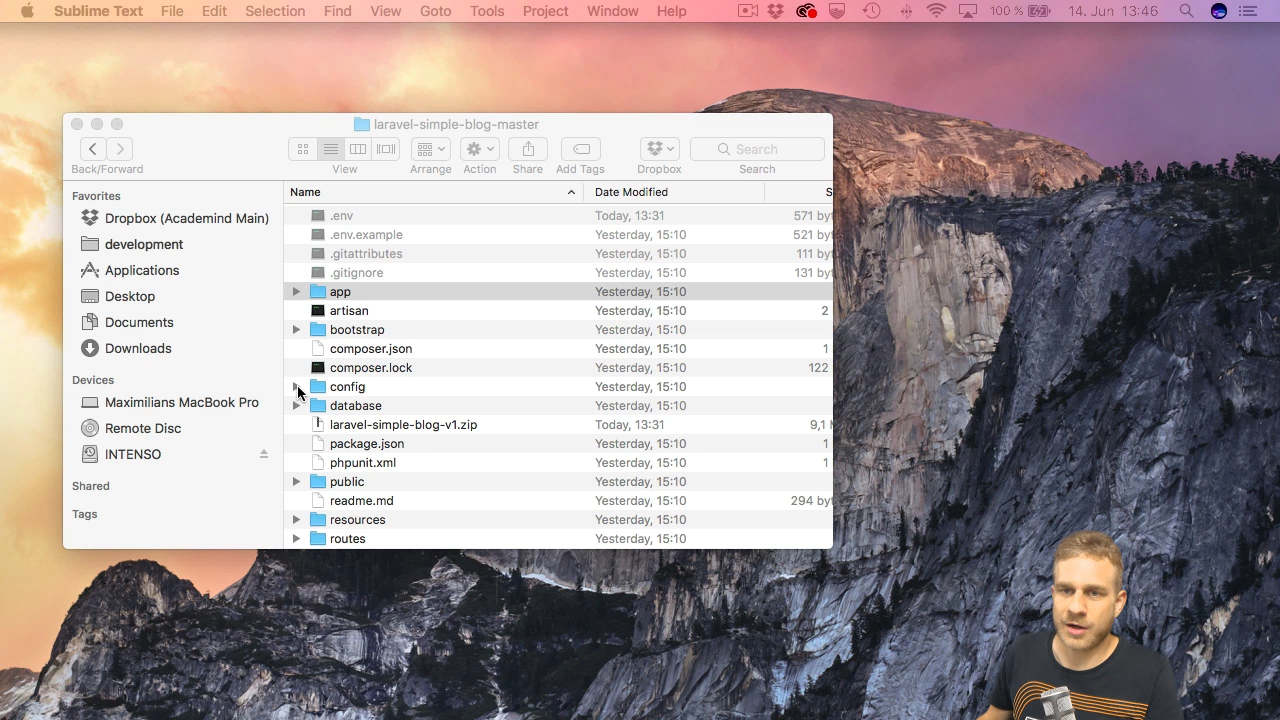 Sublime Text File Edit Selection Find View Goto Tools Project Window Help 100 % 14. Jun 13:46
laravel-simple-blog-master
Search
Back/Forward View Arrange Action Share Add Tags Dropbox Search
Favorites
Dropbox (Academind Main)
development
Applications
Desktop
Documents
Downloads
Devices
Maximilians MacBook Pro
Remote Disc
INTENSO
Shared
Tags
Name Date Modified S
.env Today, 13:31 571 byt
.env.example Yesterday, 15:10 521 byt
.gitattributes Yesterday, 15:10 111 byt
.gitignore Yesterday, 15:10 131 byt
app Yesterday, 15:10
artisan Yesterday, 15:10 2
bootstrap Yesterday, 15:10
composer.json Yesterday, 15:10 1
composer.lock Yesterday, 15:10 122
config Yesterday, 15:10
database Yesterday, 15:10
laravel-simple-blog-v1.zip Today, 13:31 9,1
package.json Yesterday, 15:10 1
phpunit.xml Yesterday, 15:10 1
public Yesterday, 15:10
readme.md Yesterday, 15:10 294 byt
resources Yesterday, 15:10
routes Yesterday, 15:10